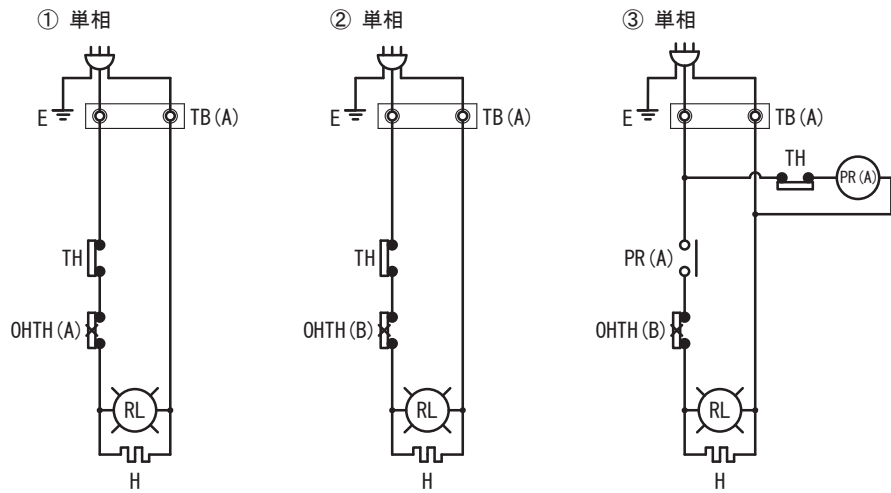 ① 単相
② 単相
③ 単相
E
TB(A)
E
TB(A)
E
TB(A)
TH
PR(A)
TH
TH
PR(A)
OHTH(A)
OHTH(B)
OHTH(B)
RL
RL
RL
H
H
H